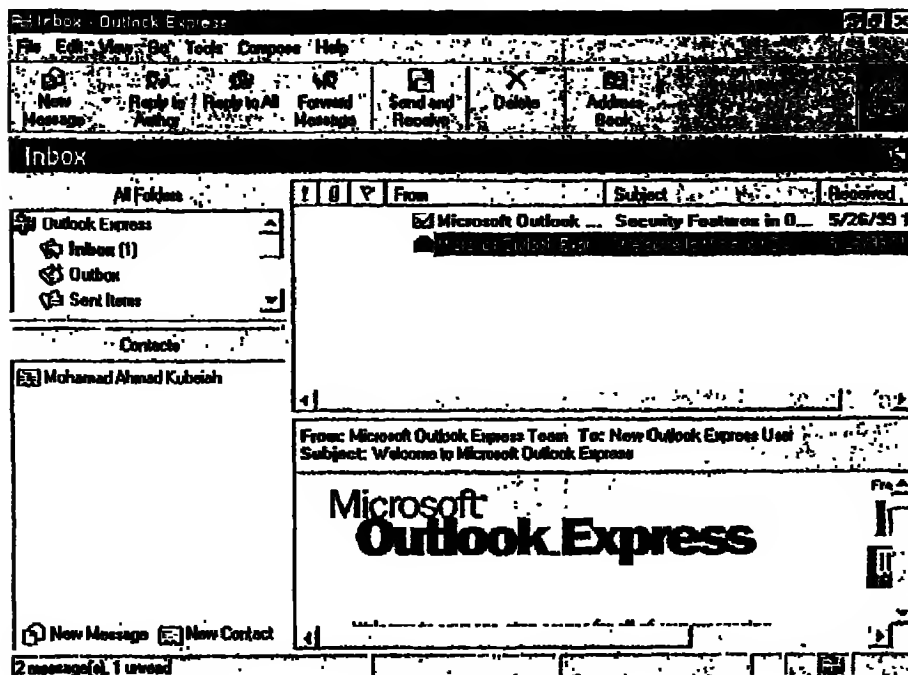 Inbox - Outlook Express
File Edit View Go Tools Compose Help
New Message Reply to Author Reply to All Forward Message Send and Receive Delete Address Book
Inbox
All Folders
Outlook Express
Inbox (1)
Outbox
Sent Items
Contacts
Mohamad Ahmad Kubeiah
New Message New Contact
! From Subject Received
Microsoft Outlook ... Security Features in O... 5/26/99 1
From: Microsoft Outlook Express Team To: New Outlook Express User
Subject: Welcome to Microsoft Outlook Express
Fre
Microsoft
Outlook Express
2 message(s), 1 unread